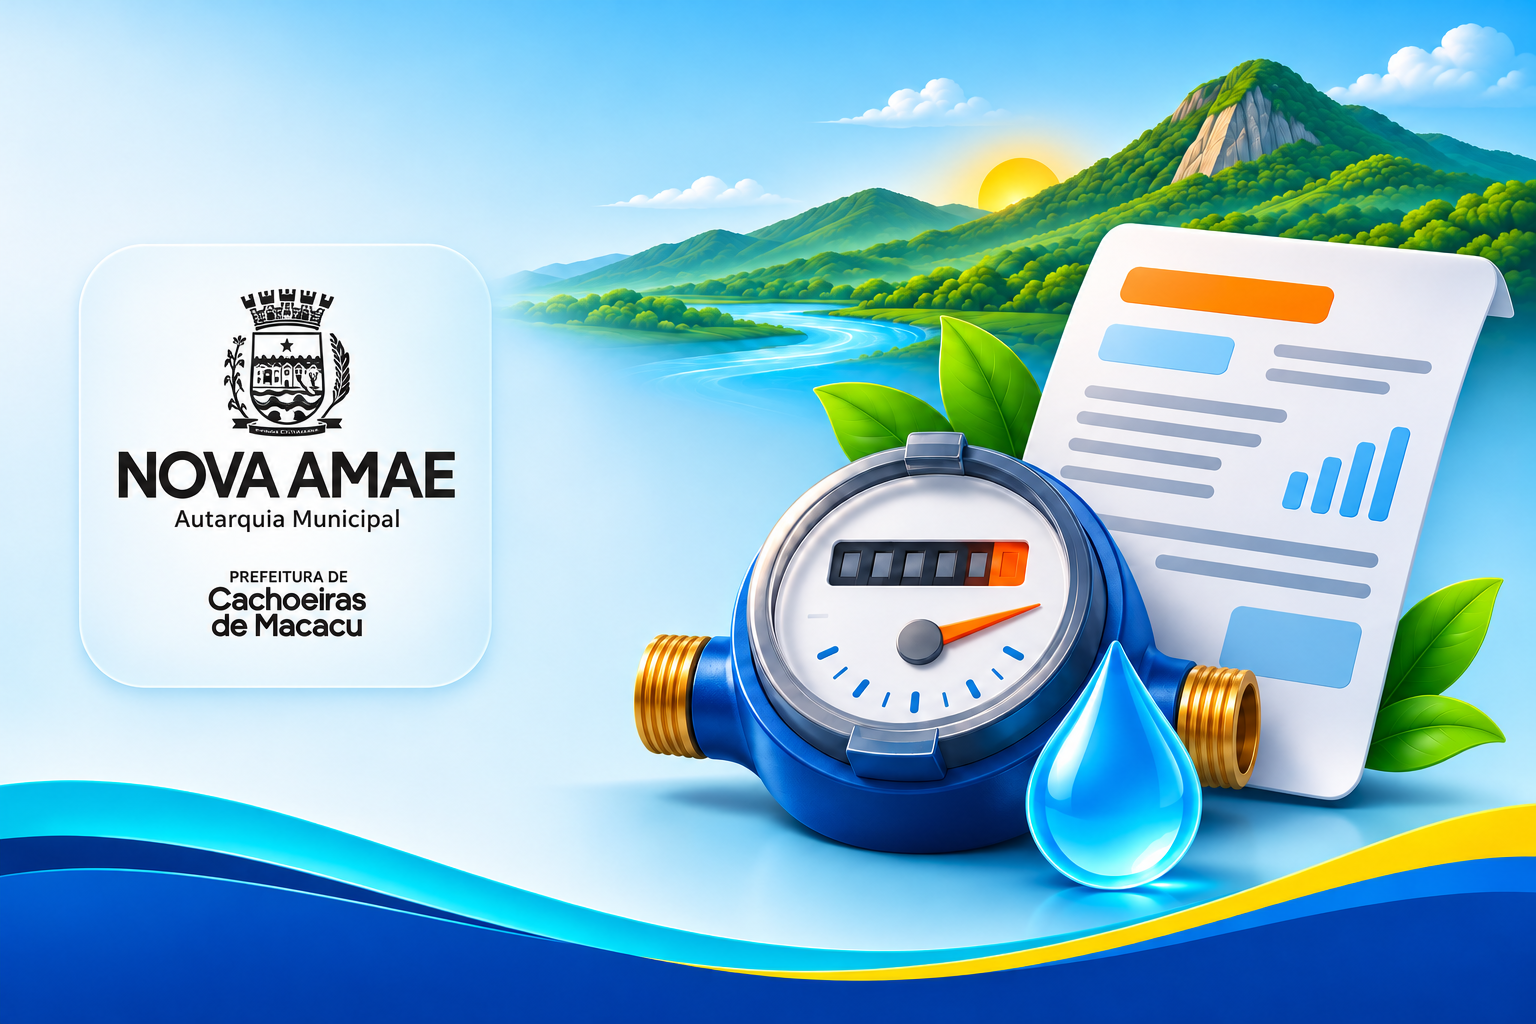 NOVA AMAE
Autarquia Municipal
PREFEITURA DE
Cachoeiras
de Macacu